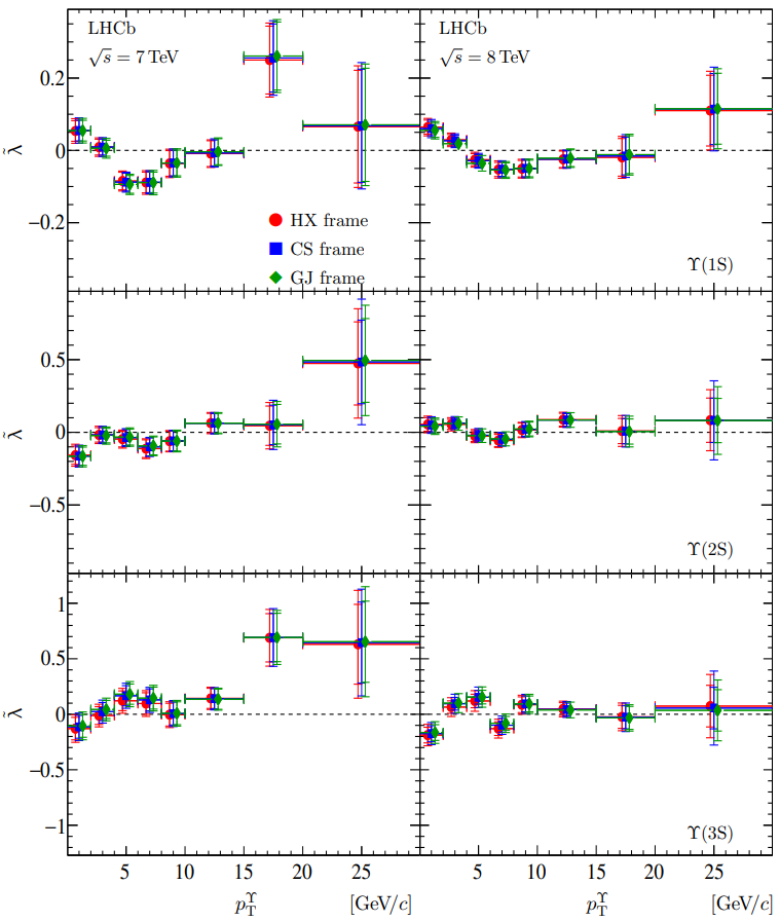 LHCb LHCb
√s = 7 TeV √s = 8 TeV
0.2
λ̃ 0
−0.2
HX frame
CS frame
GJ frame
ϒ(1S)
0.5
λ̃ 0
−0.5
ϒ(2S)
1
0.5
λ̃ 0
−0.5
−1
ϒ(3S)
5 10 15 20 25 5 10 15 20 25
p_T^ϒ [GeV/c] p_T^ϒ [GeV/c]